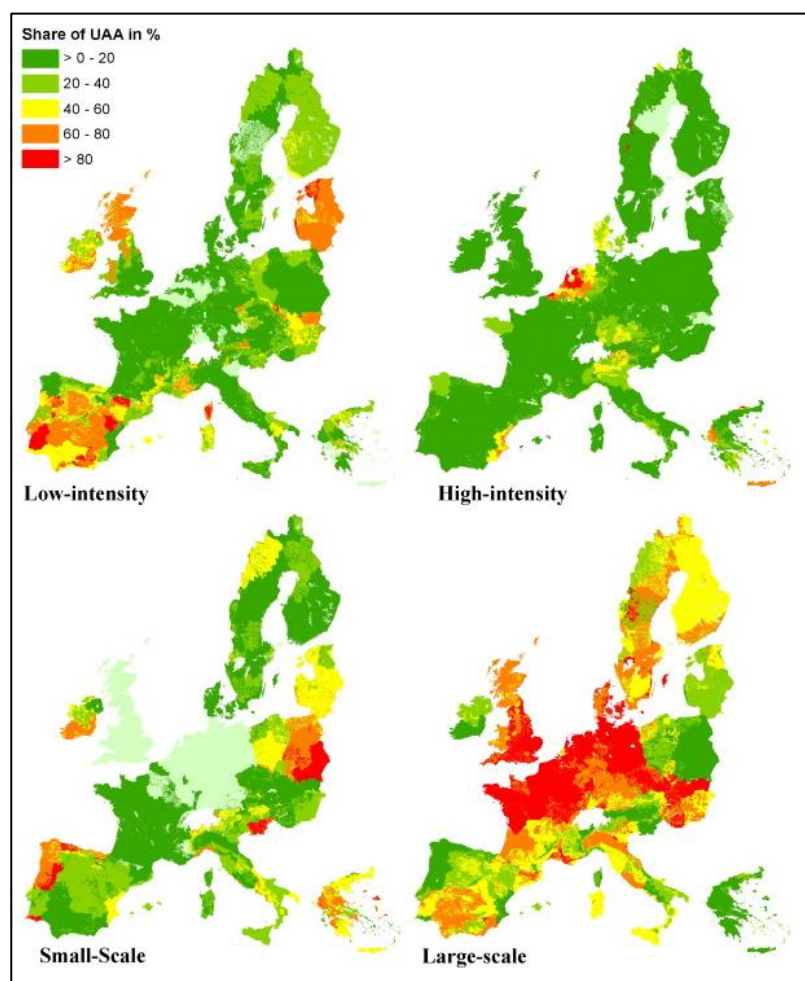 Share of UAA in %
> 0 - 20
20 - 40
40 - 60
60 - 80
> 80
Low-intensity
High-intensity
Small-Scale
Large-scale